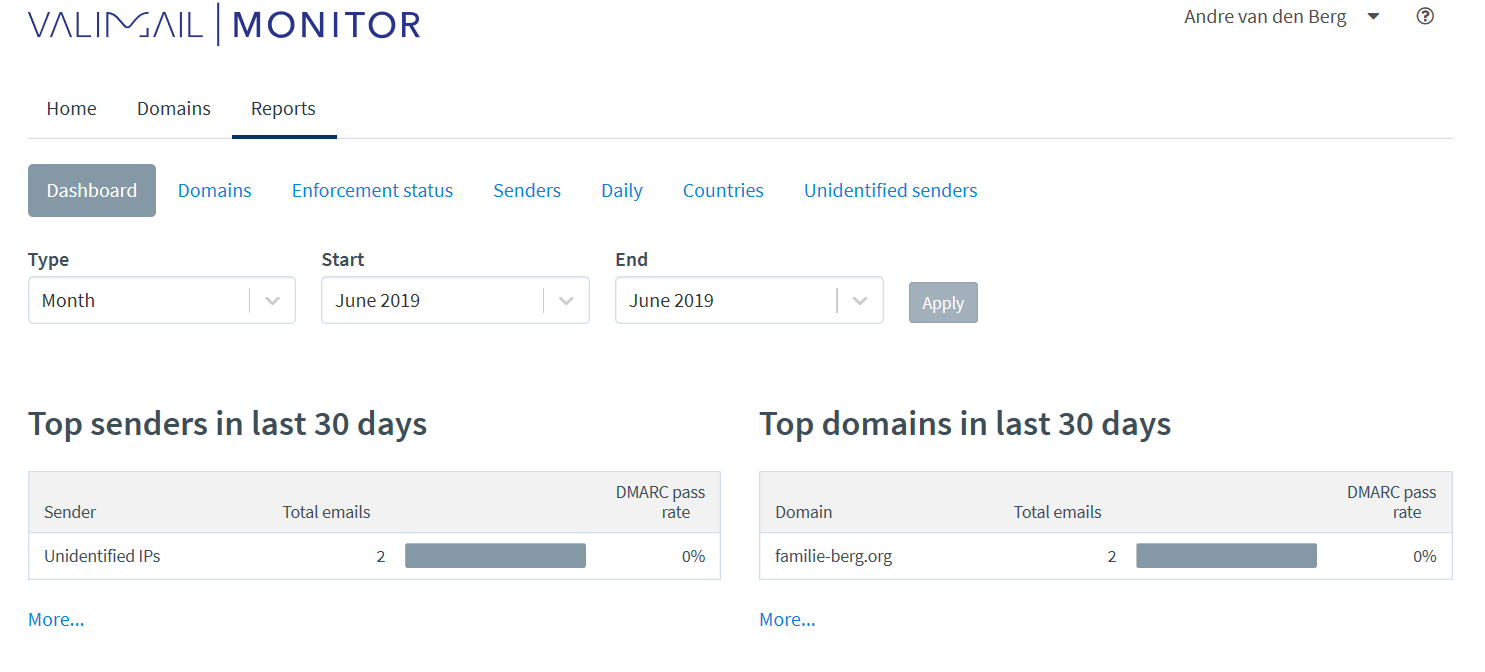 VALIMAIL | MONITOR
Andre van den Berg
Home Domains Reports
Dashboard Domains Enforcement status Senders Daily Countries Unidentified senders
Type Start End
Month June 2019 June 2019 Apply
Top senders in last 30 days
Sender Total emails DMARC pass rate
Unidentified IPs 2 0%
More...
Top domains in last 30 days
Domain Total emails DMARC pass rate
familie-berg.org 2 0%
More...